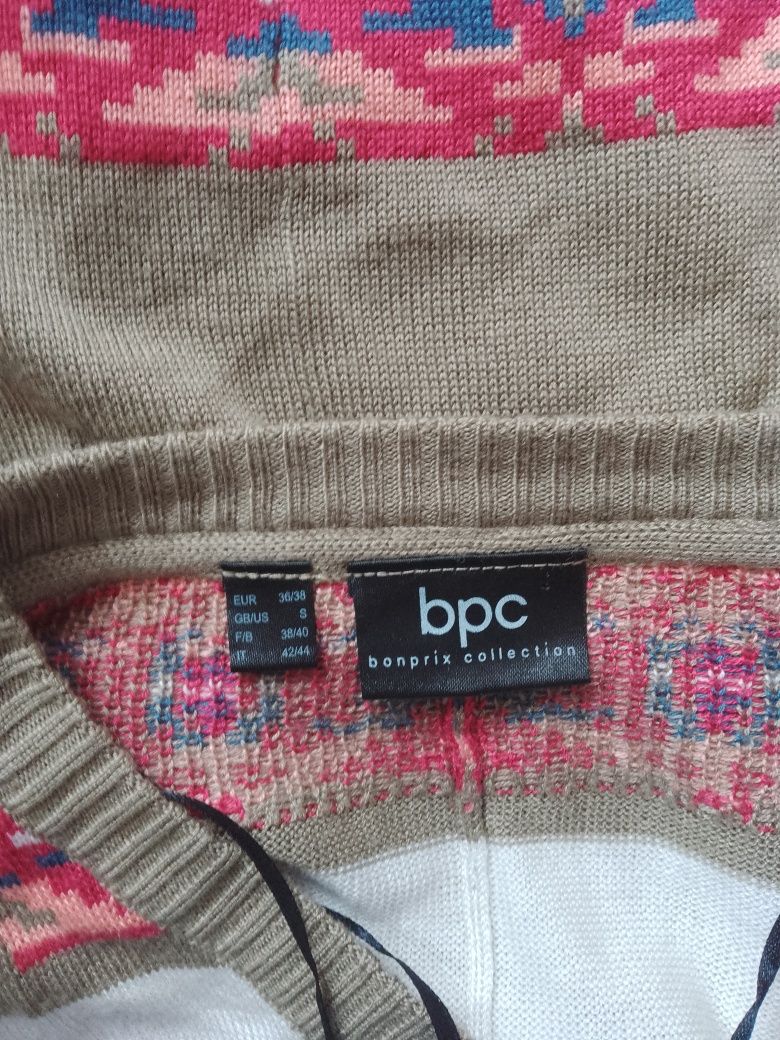 EUR 36/38
GB/US S
F/B 38/40
IT 42/44
bpc
bonprix collection